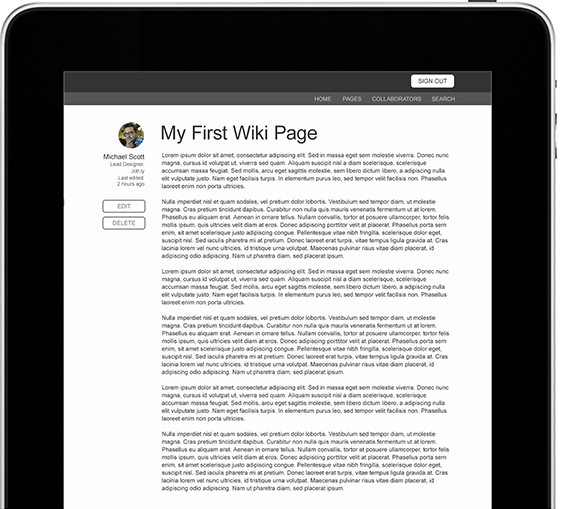 SIGN OUT
HOME PAGES COLLABORATORS SEARCH
My First Wiki Page
Michael Scott
Lead Designer,
Jot.ly
Last edited:
2 hours ago
EDIT
DELETE
Lorem ipsum dolor sit amet, consectetur adipiscing elit. Sed in massa eget sem molestie viverra. Donec nunc
magna, cursus id volutpat ut, viverra sed quam. Aliquam suscipit nisl a diam scelerisque, scelerisque
accumsan massa feugiat. Sed mollis, arcu eget sagittis molestie, sem libero dictum libero, a adipiscing nulla
elit vulputate justo. Nam eget facilisis turpis. In elementum purus leo, sed tempor velit facilisis nec. Phasellus
laoreet enim non porta ultricies.
Nulla imperdiet nisl et quam sodales, vel pretium dolor lobortis. Vestibulum sed tempor diam, ut molestie
magna. Cras pretium tincidunt dapibus. Curabitur non nulla quis mauris venenatis fermentum ut at lorem.
Phasellus eu aliquam erat. Aenean in ornare tellus. Nullam convallis, tortor at posuere ullamcorper, tortor felis
mollis ipsum, quis vulputate nulla velit diam at eros. Donec adipiscing porttitor velit at placerat. Vivamus porta sem
enim, sit amet scelerisque justo adipiscing congue. Pellentesque vitae nibh fringilla, scelerisque dolor eget,
suscipit nisl. Sed iaculis pharetra mi at pretium. Donec laoreet erat turpis, vitae tempus ligula gravida at. Cras
lacinia lorem vel nunc ultricies, id tristique urna volutpat. Maecenas pulvinar risus vitae diam placerat, id
adipiscing odio adipiscing. Nam ut pharetra diam, sed placerat ipsum.
Lorem ipsum dolor sit amet, consectetur adipiscing elit. Sed in massa eget sem molestie viverra. Donec nunc
magna, cursus id volutpat ut, viverra sed quam. Aliquam suscipit nisl a diam scelerisque, scelerisque
accumsan massa feugiat. Sed mollis, arcu eget sagittis molestie, sem libero dictum libero, a adipiscing nulla
elit vulputate justo. Nam eget facilisis turpis. In elementum purus leo, sed tempor velit facilisis nec. Phasellus
laoreet enim non porta ultricies.
Nulla imperdiet nisl et quam sodales, vel pretium dolor lobortis. Vestibulum sed tempor diam, ut molestie
magna. Cras pretium tincidunt dapibus. Curabitur non nulla quis mauris venenatis fermentum ut at lorem.
Phasellus eu aliquam erat. Aenean in ornare tellus. Nullam convallis, tortor at posuere ullamcorper, tortor felis
mollis ipsum, quis vulputate nulla velit diam at eros. Donec adipiscing porttitor velit at placerat. Vivamus porta sem
enim, sit amet scelerisque justo adipiscing congue. Pellentesque vitae nibh fringilla, scelerisque dolor eget,
suscipit nisl. Sed iaculis pharetra mi at pretium. Donec laoreet erat turpis, vitae tempus ligula gravida at. Cras
lacinia lorem vel nunc ultricies, id tristique urna volutpat. Maecenas pulvinar risus vitae diam placerat, id
adipiscing odio adipiscing. Nam ut pharetra diam, sed placerat ipsum.
Lorem ipsum dolor sit amet, consectetur adipiscing elit. Sed in massa eget sem molestie viverra. Donec nunc
magna, cursus id volutpat ut, viverra sed quam. Aliquam suscipit nisl a diam scelerisque, scelerisque
accumsan massa feugiat. Sed mollis, arcu eget sagittis molestie, sem libero dictum libero, a adipiscing nulla
elit vulputate justo. Nam eget facilisis turpis. In elementum purus leo, sed tempor velit facilisis nec. Phasellus
laoreet enim non porta ultricies.
Nulla imperdiet nisl et quam sodales, vel pretium dolor lobortis. Vestibulum sed tempor diam, ut molestie
magna. Cras pretium tincidunt dapibus. Curabitur non nulla quis mauris venenatis fermentum ut at lorem.
Phasellus eu aliquam erat. Aenean in ornare tellus. Nullam convallis, tortor at posuere ullamcorper, tortor felis
mollis ipsum, quis vulputate nulla velit diam at eros. Donec adipiscing porttitor velit at placerat. Vivamus porta sem
enim, sit amet scelerisque justo adipiscing congue. Pellentesque vitae nibh fringilla, scelerisque dolor eget,
suscipit nisl. Sed iaculis pharetra mi at pretium. Donec laoreet erat turpis, vitae tempus ligula gravida at. Cras
lacinia lorem vel nunc ultricies, id tristique urna volutpat. Maecenas pulvinar risus vitae diam placerat, id
adipiscing odio adipiscing. Nam ut pharetra diam, sed placerat ipsum.